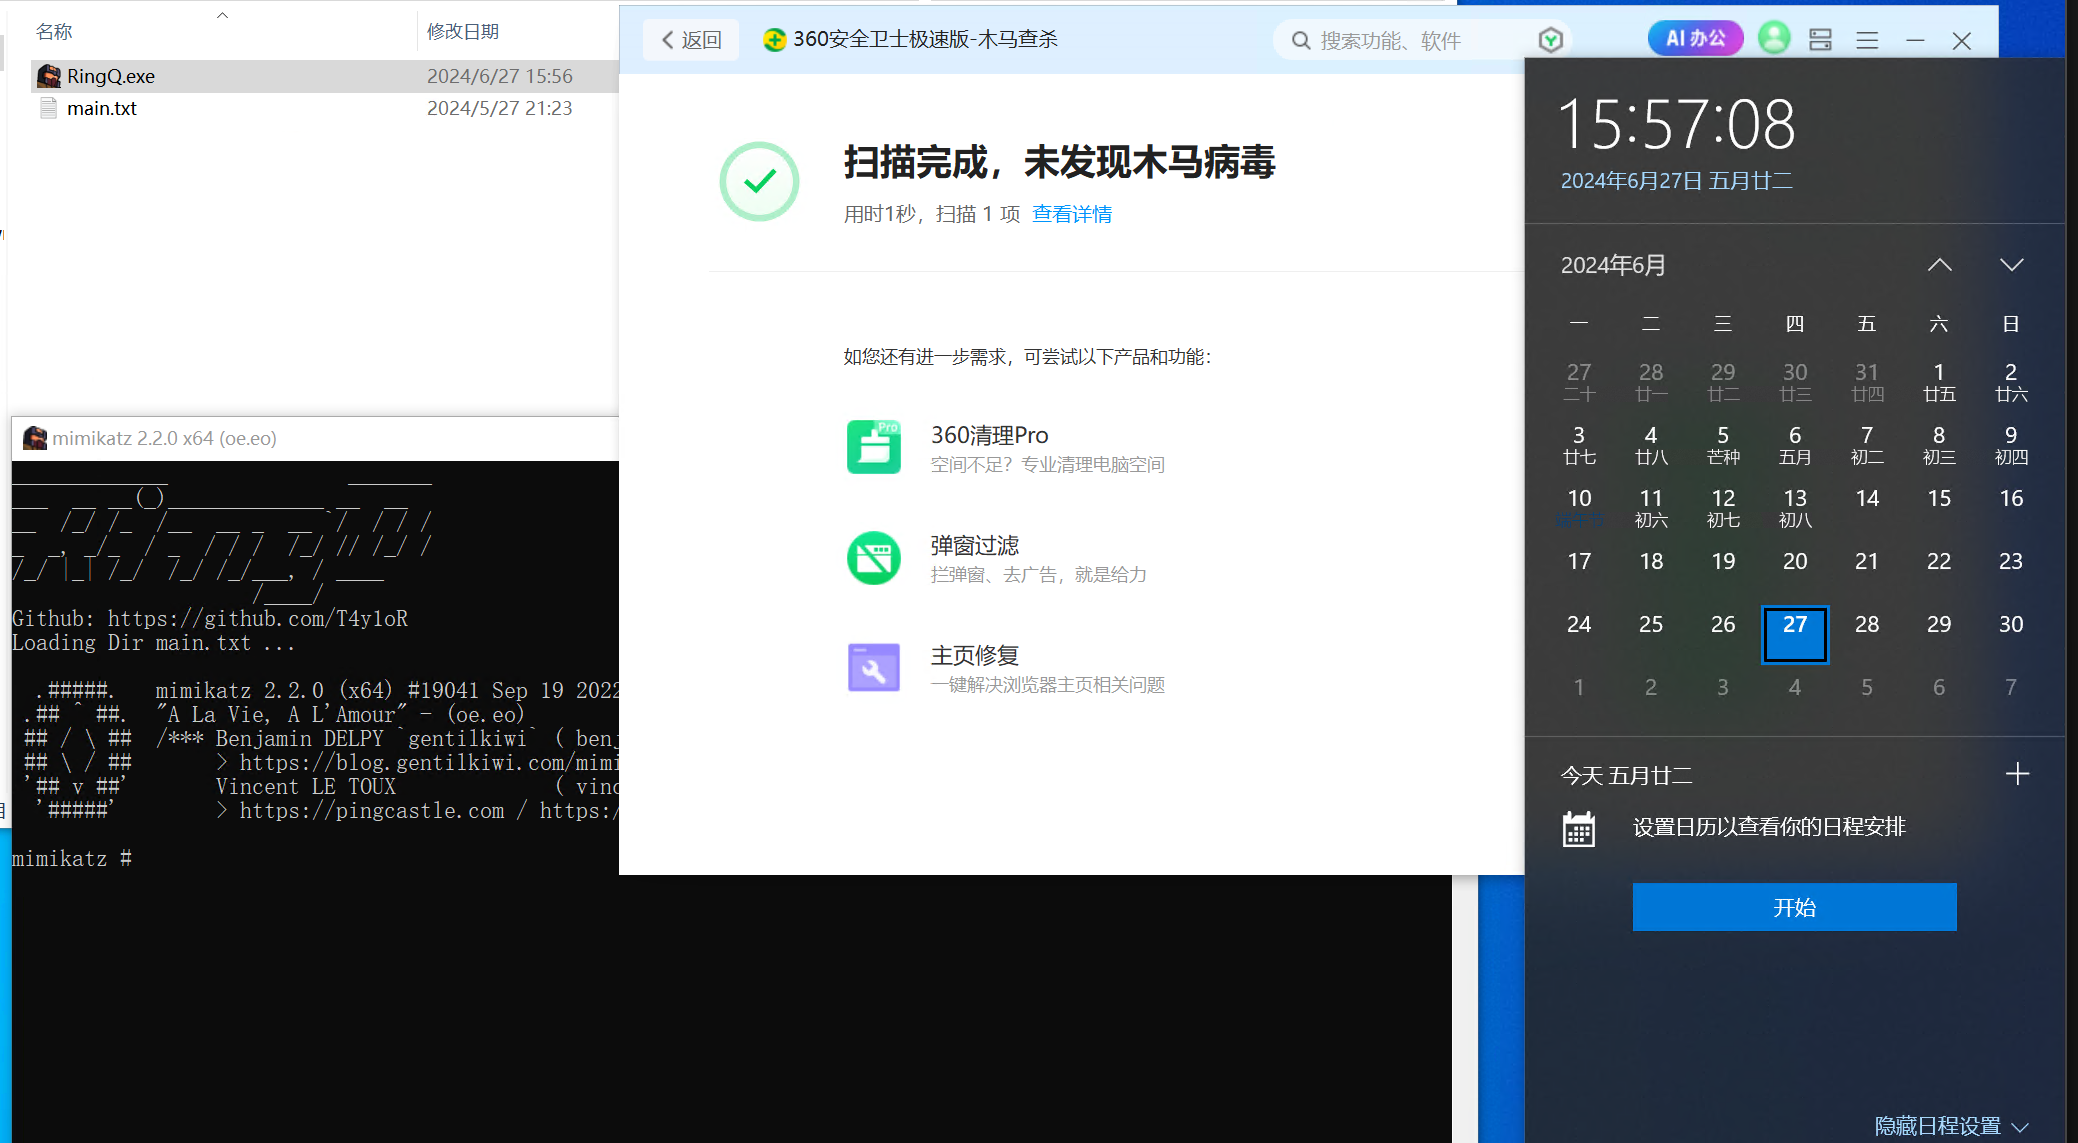 名称
修改日期
RingQ.exe
2024/6/27 15:56
main.txt
2024/5/27 21:23
mimikatz 2.2.0 x64 (oe.eo)
Github: https://github.com/T4y1oR
Loading Dir main.txt ...
.#####.   mimikatz 2.2.0 (x64) #19041 Sep 19 2022
.## ^ ##.  "A La Vie, A L'Amour" - (oe.eo)
## / \ ##  /*** Benjamin DELPY `gentilkiwi` ( benj
## \ / ##       > https://blog.gentilkiwi.com/mimi
'## v ##'       Vincent LE TOUX             ( vinc
'#####'        > https://pingcastle.com / https:/
mimikatz #
返回
360安全卫士极速版-木马查杀
搜索功能、软件
AI 办公
扫描完成，未发现木马病毒
用时1秒，扫描 1 项 查看详情
如您还有进一步需求，可尝试以下产品和功能：
Pro
360清理Pro
空间不足？专业清理电脑空间
弹窗过滤
拦弹窗、去广告，就是给力
主页修复
一键解决浏览器主页相关问题
15:57:08
2024年6月27日 五月廿二
2024年6月
一 二 三 四 五 六 日
27 28 29 30 31 1 2
二十 廿一 廿二 廿三 廿四 廿五 廿六
3 4 5 6 7 8 9
廿七 廿八 芒种 五月 初二 初三 初四
10 11 12 13 14 15 16
端午节 初六 初七 初八
17 18 19 20 21 22 23
24 25 26 27 28 29 30
1 2 3 4 5 6 7
今天 五月廿二
设置日历以查看你的日程安排
开始
隐藏日程设置